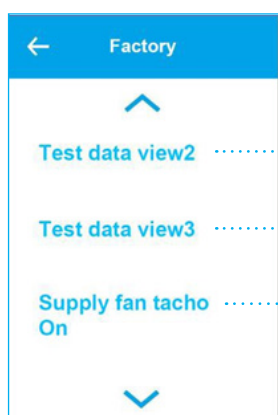 Factory
Test data view2
Test data view3
Supply fan tacho
On